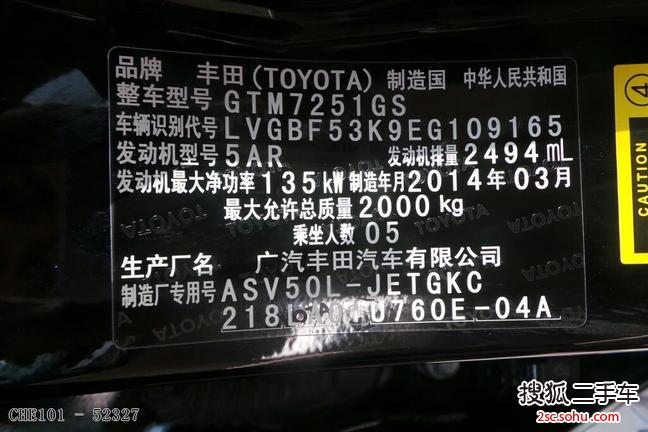 品牌 丰田(TOYOTA) 制造国 中华人民共和国
整车型号 GTM7251GS
车辆识别代号 LVGBF53K9EG109165
发动机型号 5AR 发动机排量 2494mL
发动机最大净功率 135kW 制造年月 2014年03月
最大允许总质量 2000kg
乘坐人数 05
生产厂名 广汽丰田汽车有限公司
制造厂专用号 ASV50L-JETGKC
U760E-04A
④
CHE101 - 52327
搜狐二手车
2sc.sohu.com